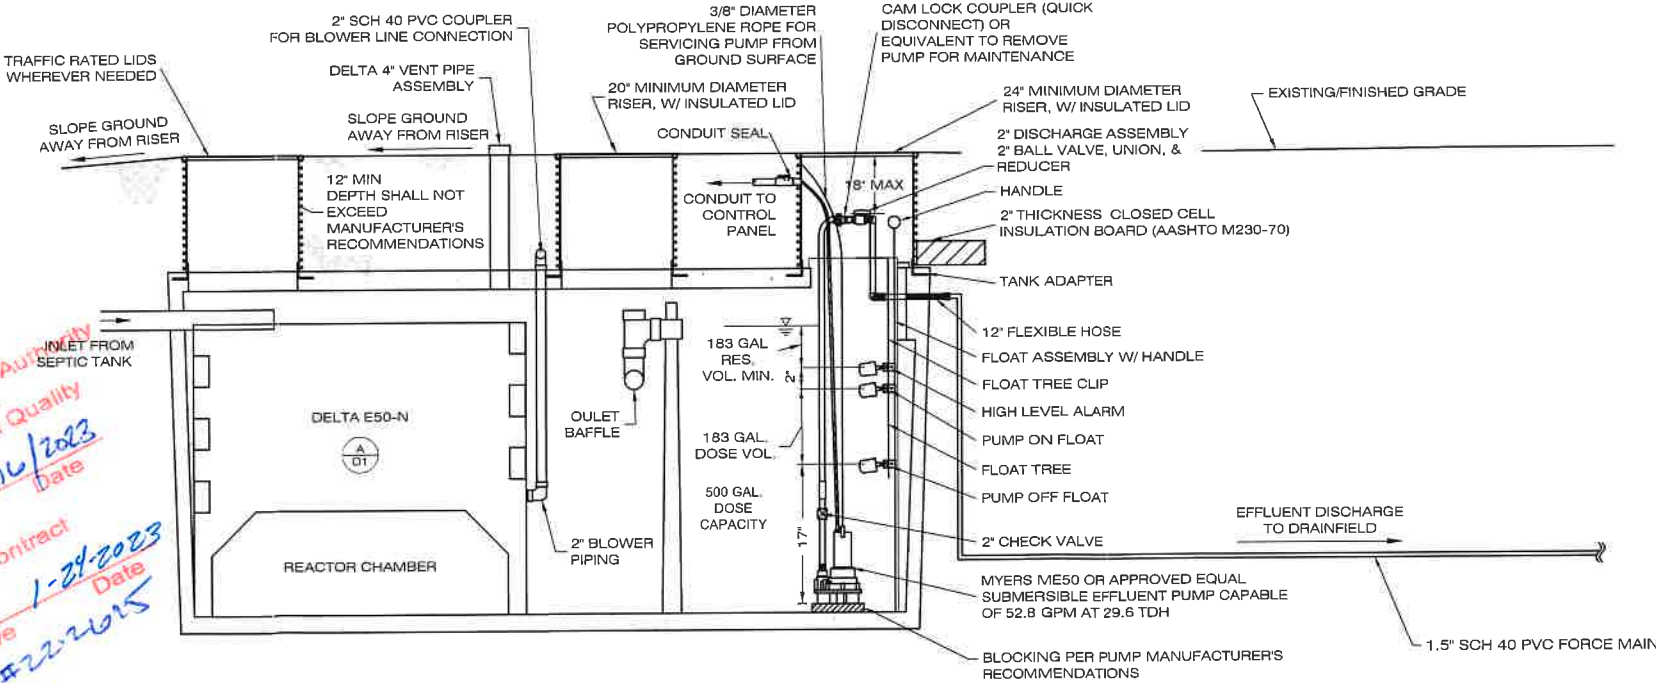 2" SCH 40 PVC COUPLER
FOR BLOWER LINE CONNECTION
3/8" DIAMETER
POLYPROPYLENE ROPE FOR
SERVICING PUMP FROM
GROUND SURFACE
CAM LOCK COUPLER (QUICK
DISCONNECT) OR
EQUIVALENT TO REMOVE
PUMP FOR MAINTENANCE
TRAFFIC RATED LIDS
WHEREVER NEEDED
DELTA 4" VENT PIPE
ASSEMBLY
20" MINIMUM DIAMETER
RISER, W/ INSULATED LID
24" MINIMUM DIAMETER
RISER, W/ INSULATED LID
EXISTING/FINISHED GRADE
SLOPE GROUND
AWAY FROM RISER
SLOPE GROUND
AWAY FROM RISER
CONDUIT SEAL
2" DISCHARGE ASSEMBLY
2" BALL VALVE, UNION, &
REDUCER
12" MIN
DEPTH SHALL NOT
EXCEED
MANUFACTURER'S
RECOMMENDATIONS
CONDUIT TO
CONTROL
PANEL
18" MAX
HANDLE
2" THICKNESS CLOSED CELL
INSULATION BOARD (AASHTO M230-70)
TANK ADAPTER
INLET FROM
SEPTIC TANK
183 GAL
RES.
VOL. MIN.
2"
12" FLEXIBLE HOSE
FLOAT ASSEMBLY W/ HANDLE
FLOAT TREE CLIP
HIGH LEVEL ALARM
DELTA E50-N
A
D1
OULET
BAFFLE
183 GAL.
DOSE VOL.
PUMP ON FLOAT
FLOAT TREE
PUMP OFF FLOAT
500 GAL.
DOSE
CAPACITY
17"
EFFLUENT DISCHARGE
TO DRAINFIELD
2" BLOWER
PIPING
2" CHECK VALVE
REACTOR CHAMBER
MYERS ME50 OR APPROVED EQUAL
SUBMERSIBLE EFFLUENT PUMP CAPABLE
OF 52.8 GPM AT 29.6 TDH
BLOCKING PER PUMP MANUFACTURER'S
RECOMMENDATIONS
1.5" SCH 40 PVC FORCE MAIN
Authority
Quality
16/2023
Date
1-24-2023
Date
#22-2625